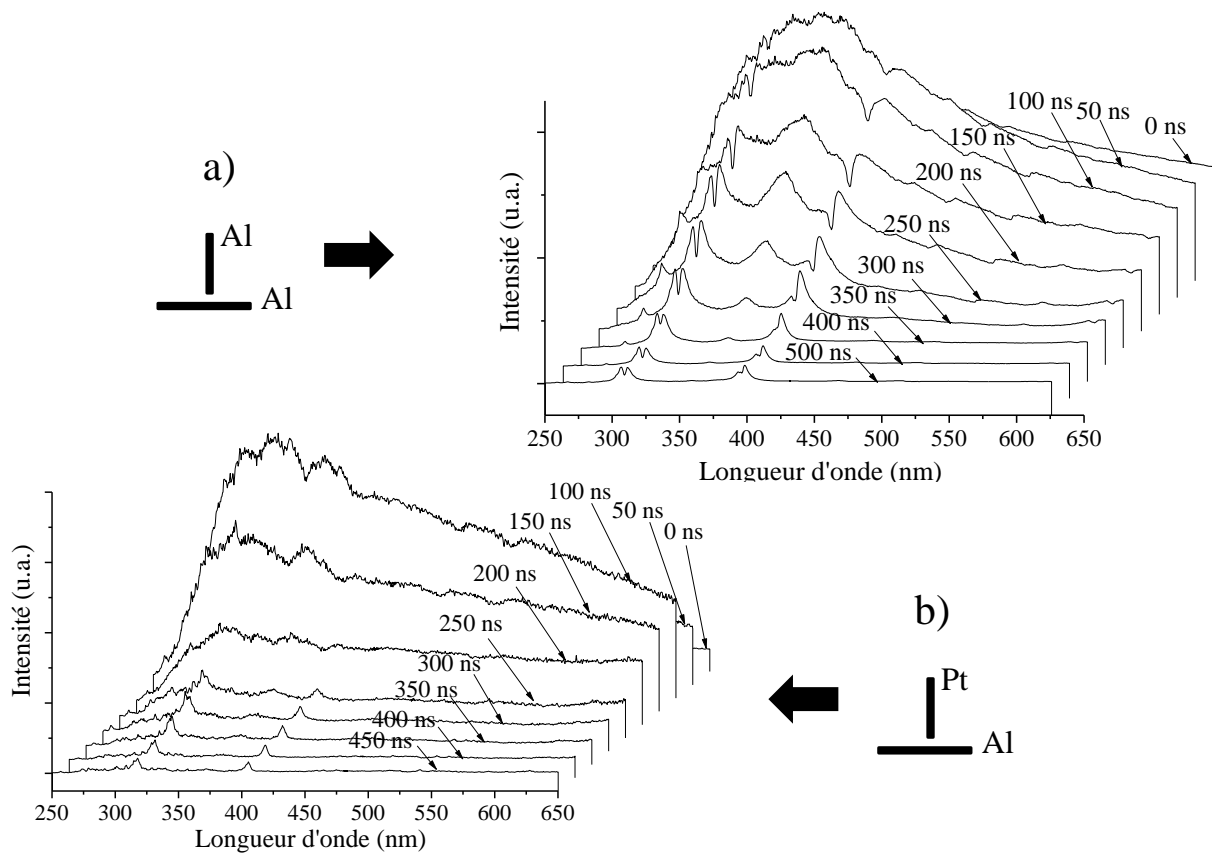 a)
Al
Al
Intensité (u.a.)
0 ns
50 ns
100 ns
150 ns
200 ns
250 ns
300 ns
350 ns
400 ns
500 ns
250 300 350 400 450 500 550 600 650
Longueur d'onde (nm)
Intensité (u.a.)
0 ns
50 ns
100 ns
150 ns
200 ns
250 ns
300 ns
350 ns
400 ns
450 ns
250 300 350 400 450 500 550 600 650
Longueur d'onde (nm)
b)
Pt
Al